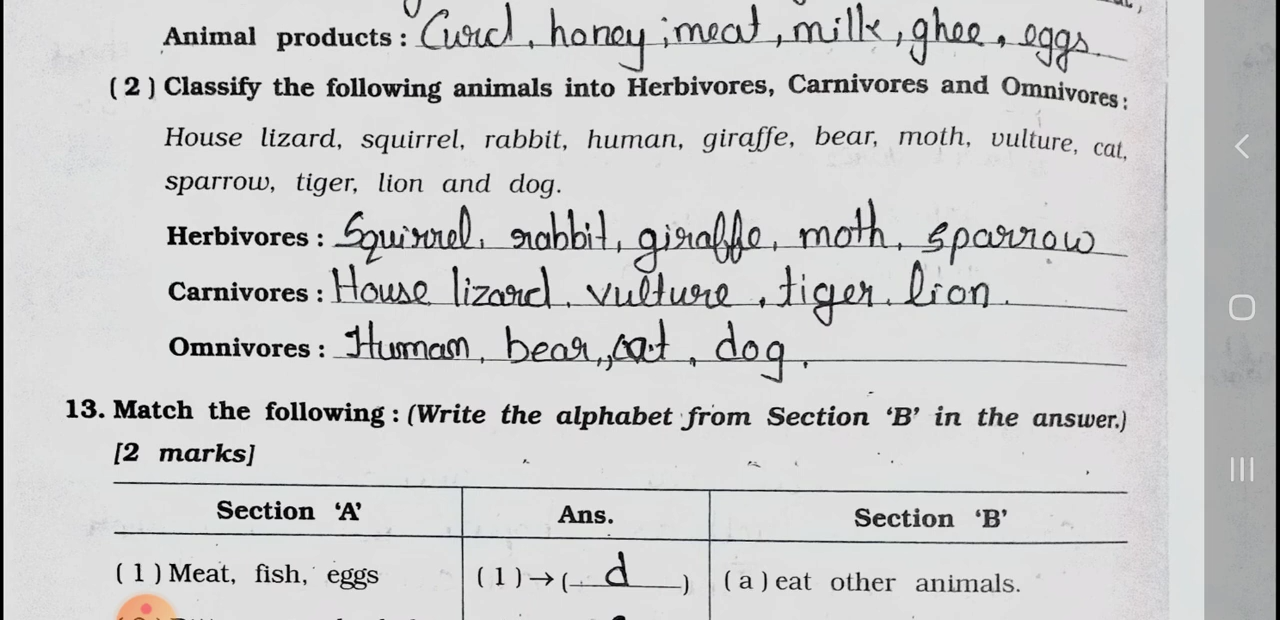 Animal products : Curd, honey, meat, milk, ghee, eggs.
(2) Classify the following animals into Herbivores, Carnivores and Omnivores :
House lizard, squirrel, rabbit, human, giraffe, bear, moth, vulture, cat,
sparrow, tiger, lion and dog.
Herbivores : Squirrel, rabbit, giraffe, moth, sparrow
Carnivores : House lizard, vulture, tiger, lion.
Omnivores : Human, bear, cat, dog.
13. Match the following : (Write the alphabet from Section ‘B’ in the answer.)
[2 marks]
Section ‘A’ Ans. Section ‘B’
(1) Meat, fish, eggs (1) → ( d ) (a) eat other animals.